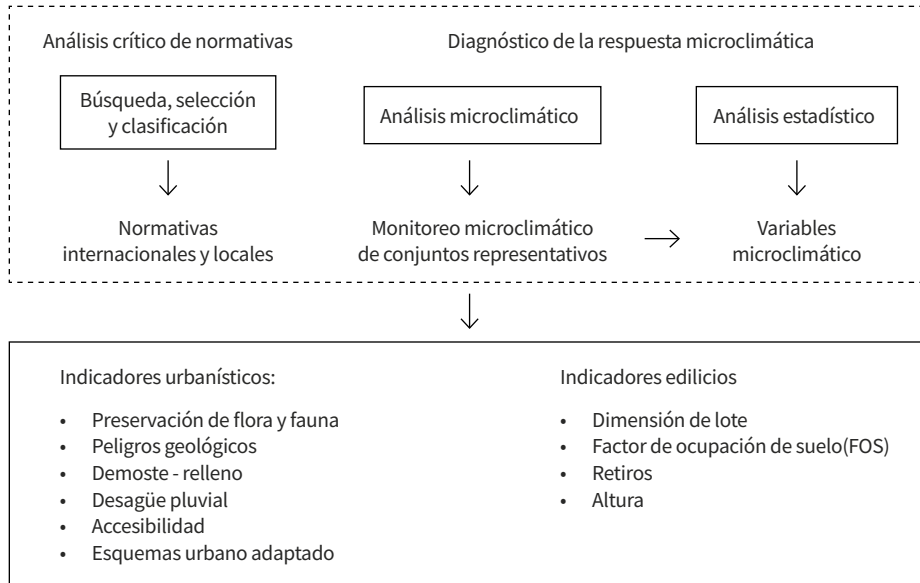 Análisis crítico de normativas
Diagnóstico de la respuesta microclimática
Búsqueda, selección
y clasificación
Análisis microclimático
Análisis estadístico
Normativas
internacionales y locales
Monitoreo microclimático
de conjuntos representativos
Variables
microclimático
Indicadores urbanísticos:
• Preservación de flora y fauna
• Peligros geológicos
• Demoste - relleno
• Desagüe pluvial
• Accesibilidad
• Esquemas urbano adaptado
Indicadores edilicios
• Dimensión de lote
• Factor de ocupación de suelo(FOS)
• Retiros
• Altura